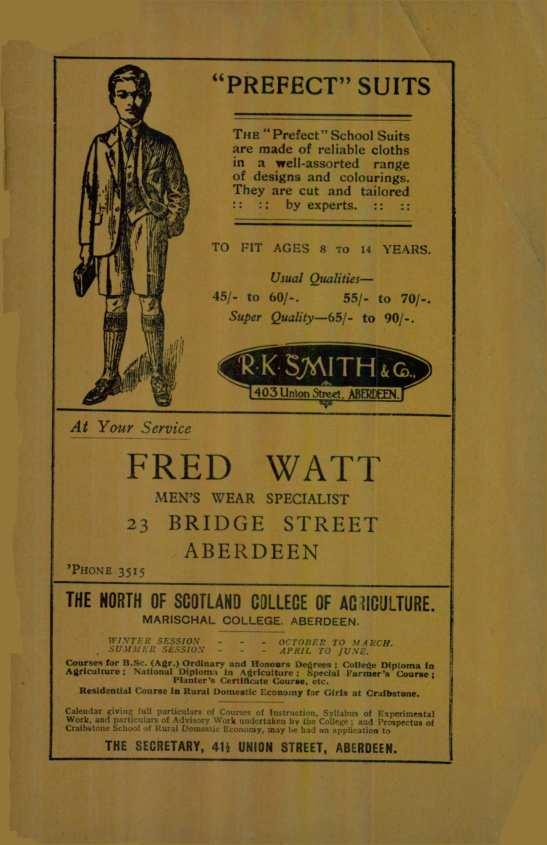 "PREFECT" SUITS
THE "Prefect" School Suits
are made of reliable cloths
in a well-assorted range
of designs and colourings.
They are cut and tailored
:: :: by experts. :: ::
TO FIT AGES 8 TO 14 YEARS.
Usual Qualities—
45/- to 60/-. 55/- to 70/-.
Super Quality—65/- to 90/-.
R.K. SMITH & Co.,
403 Union Street, ABERDEEN.
At Your Service
FRED WATT
MEN'S WEAR SPECIALIST
23 BRIDGE STREET
ABERDEEN
'PHONE 3515
THE NORTH OF SCOTLAND COLLEGE OF AGRICULTURE.
MARISCHAL COLLEGE, ABERDEEN.
WINTER SESSION - - - OCTOBER TO MARCH.
SUMMER SESSION - - - APRIL TO JUNE.
Courses for B.Sc. (Agr.) Ordinary and Honours Degrees; College Diploma in
Agriculture; National Diploma in Agriculture; Special Farmer's Course;
Planter's Certificate Course, etc.
Residential Course in Rural Domestic Economy for Girls at Craibstone.
Calendar giving full particulars of Courses of Instruction, Syllabus of Experimental
Work, and particulars of Advisory Work undertaken by the College; and Prospectus of
Craibstone School of Rural Domestic Economy, may be had on application to
THE SECRETARY, 41½ UNION STREET, ABERDEEN.